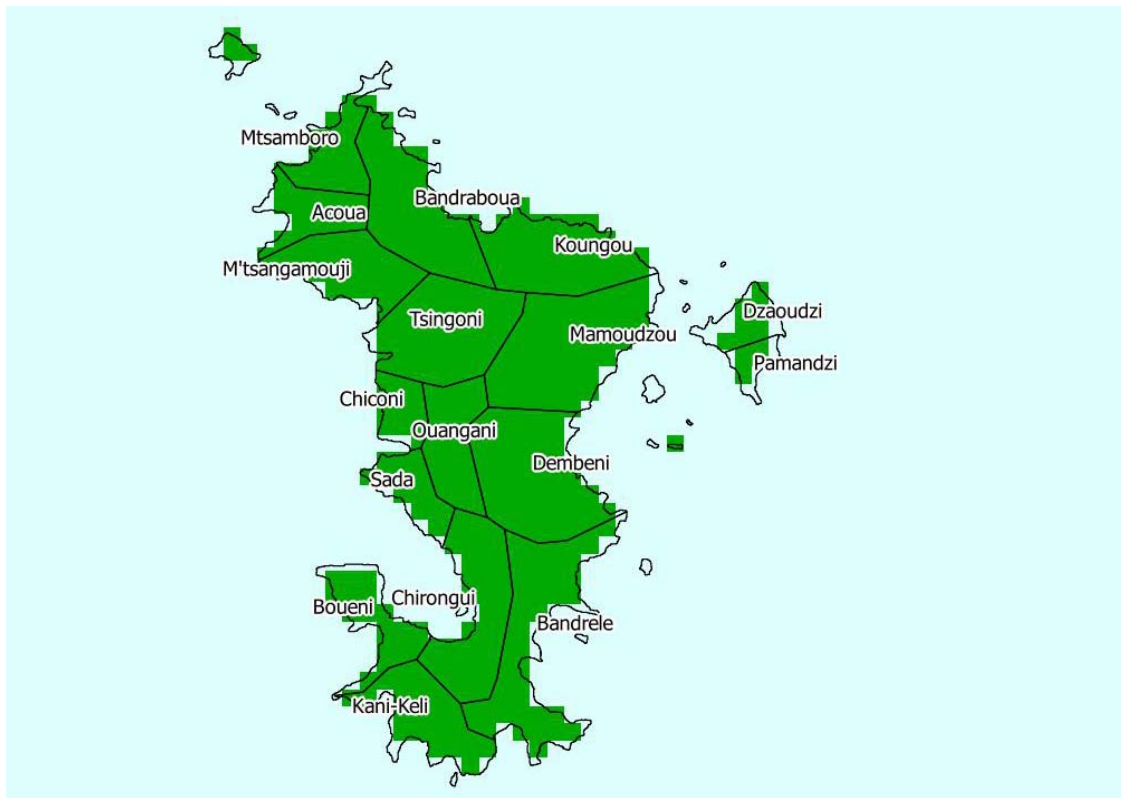 Mtsamboro
Bandraboua
Acoua
Koungou
M'tsangamouji
Dzaoudzi
Tsingoni
Mamoudzou
Pamandzi
Chiconi
Ouangani
Dembeni
Sada
Chirongui
Boueni
Bandrele
Kani-Keli